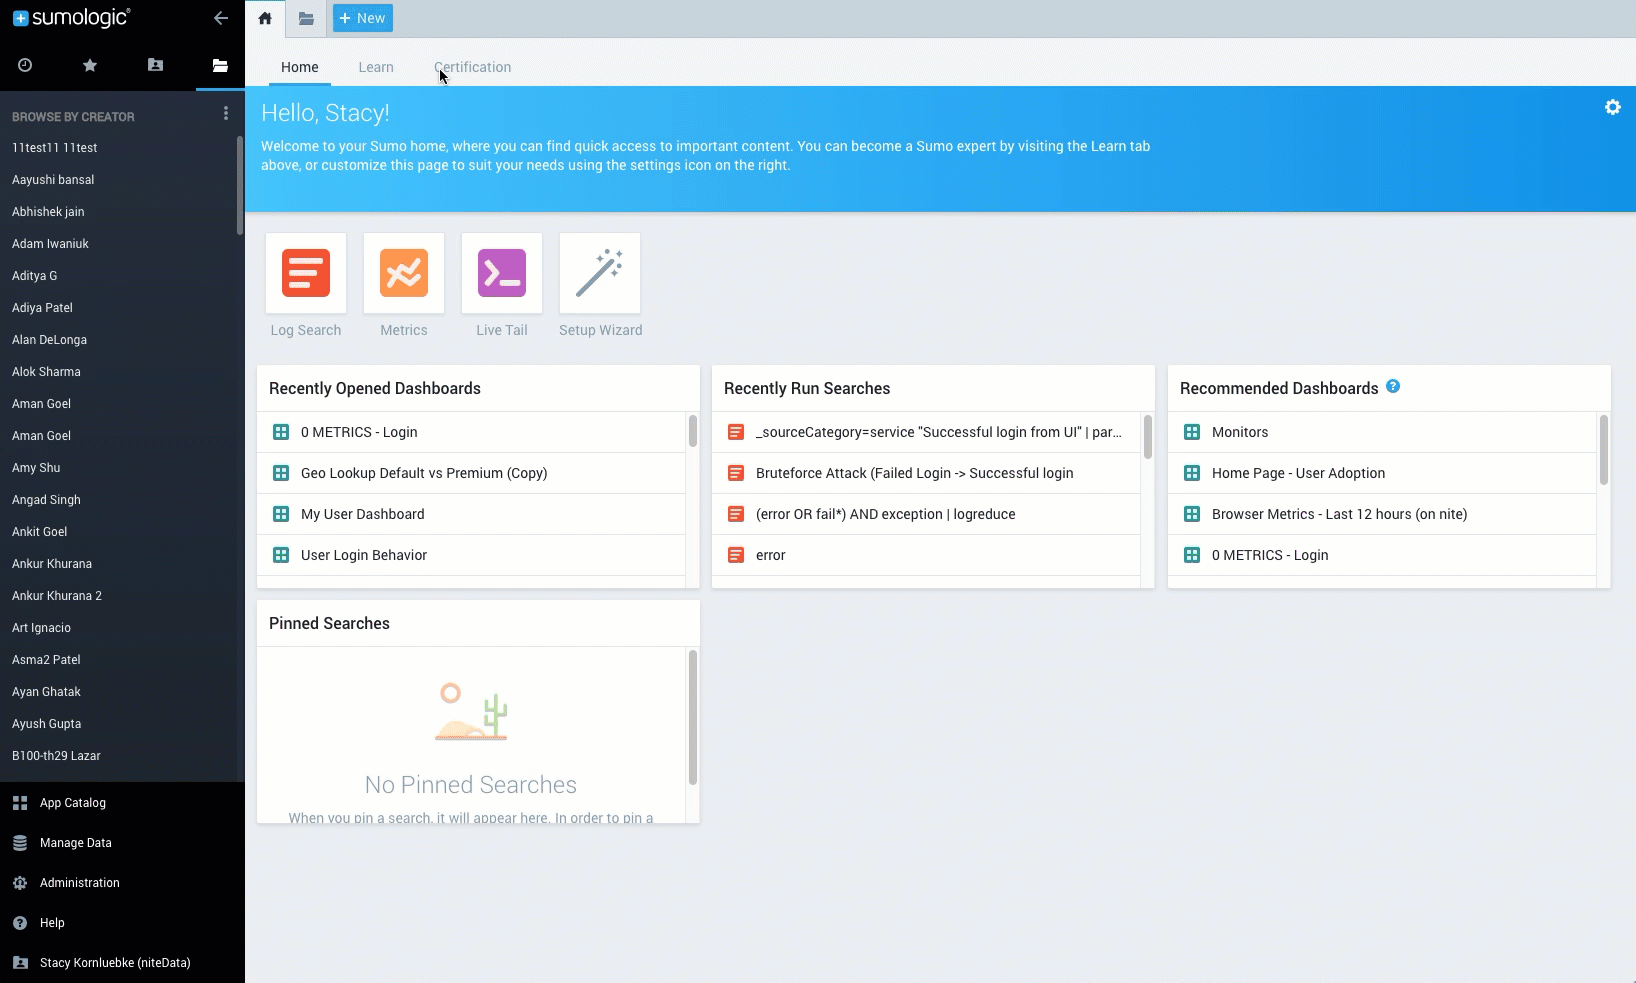 sumologic
+ New
Home Learn Certification
BROWSE BY CREATOR
11test11 11test
Aayushi bansal
Abhishek jain
Adam Iwaniuk
Aditya G
Adiya Patel
Alan DeLonga
Alok Sharma
Aman Goel
Aman Goel
Amy Shu
Angad Singh
Ankit Goel
Ankur Khurana
Ankur Khurana 2
Art Ignacio
Asma2 Patel
Ayan Ghatak
Ayush Gupta
B100-th29 Lazar
App Catalog
Manage Data
Administration
Help
Stacy Kornluebke (niteData)
Hello, Stacy!
Welcome to your Sumo home, where you can find quick access to important content. You can become a Sumo expert by visiting the Learn tab
above, or customize this page to suit your needs using the settings icon on the right.
Log Search
Metrics
Live Tail
Setup Wizard
Recently Opened Dashboards
0 METRICS - Login
Geo Lookup Default vs Premium (Copy)
My User Dashboard
User Login Behavior
Recently Run Searches
_sourceCategory=service "Successful login from UI" | par...
Bruteforce Attack (Failed Login -> Successful login
(error OR fail*) AND exception | logreduce
error
Recommended Dashboards ?
Monitors
Home Page - User Adoption
Browser Metrics - Last 12 hours (on nite)
0 METRICS - Login
Pinned Searches
No Pinned Searches
When you pin a search, it will appear here. In order to pin a